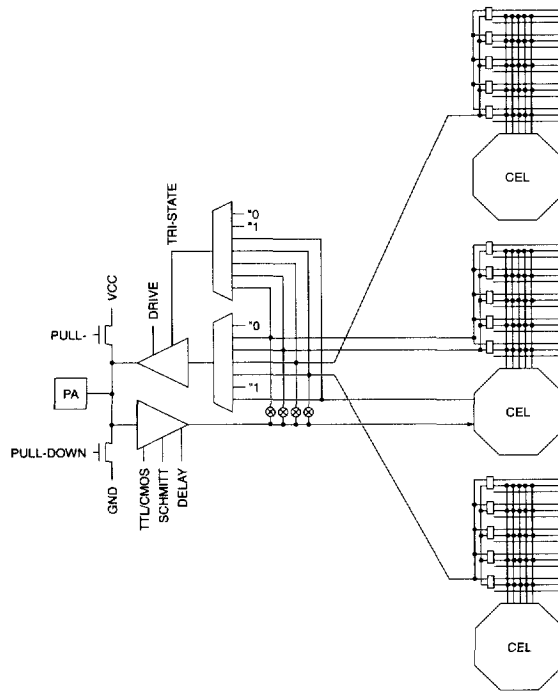 CEL
TRI-STATE
"0
"1
VCC
DRIVE
PULL-
"0
PA
"1
CEL
PULL-DOWN
GND
TTL/CMOS
SCHMITT
DELAY
CEL